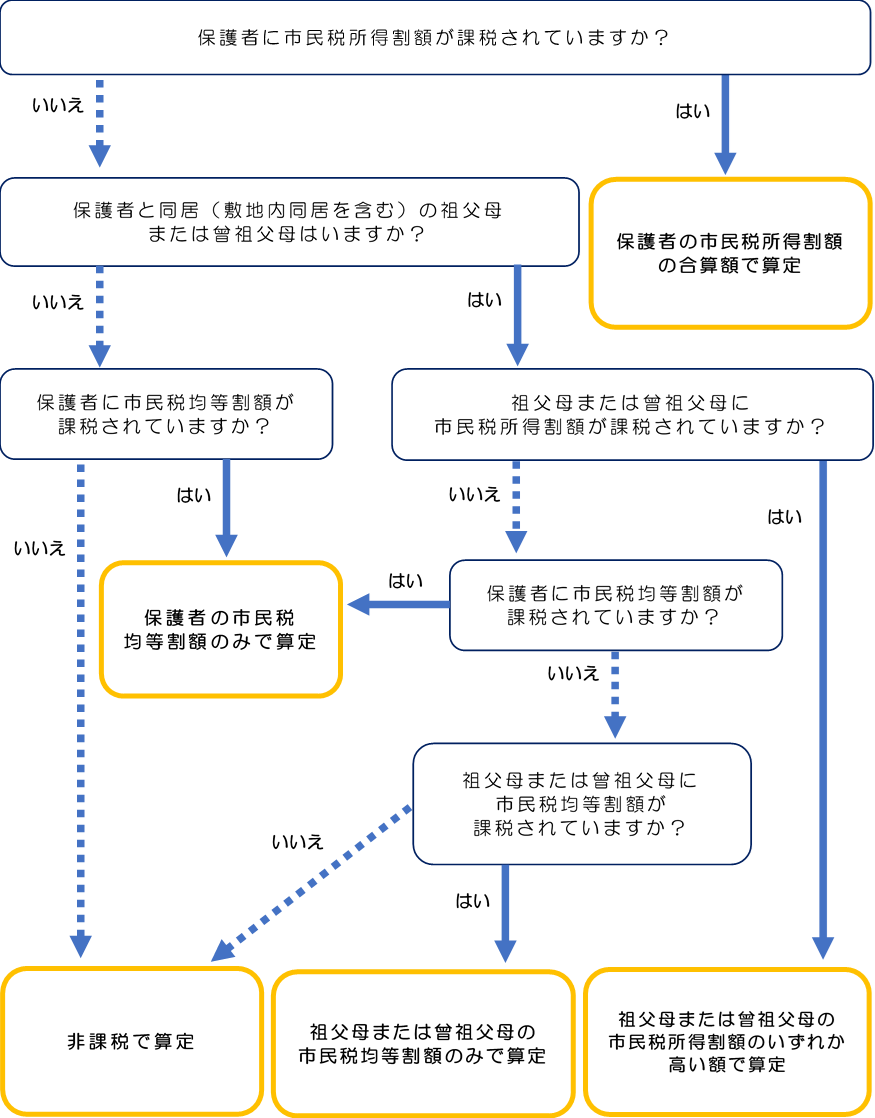 保護者に市民税所得割額が課税されていますか？
いいえ
はい
保護者と同居（敷地内同居を含む）の祖父母
または曾祖父母はいますか？
保護者の市民税所得割額
の合算額で算定
いいえ
はい
保護者に市民税均等割額が
課税されていますか？
祖父母または曾祖父母に
市民税所得割額が課税されていますか？
はい
いいえ
はい
いいえ
保護者の市民税
均等割額のみで算定
はい
保護者に市民税均等割額が
課税されていますか？
いいえ
祖父母または曾祖父母に
市民税均等割額が
課税されていますか？
いいえ
はい
非課税で算定
祖父母または曾祖父母の
市民税均等割額のみで算定
祖父母または曾祖父母の
市民税所得割額のいずれか
高い額で算定